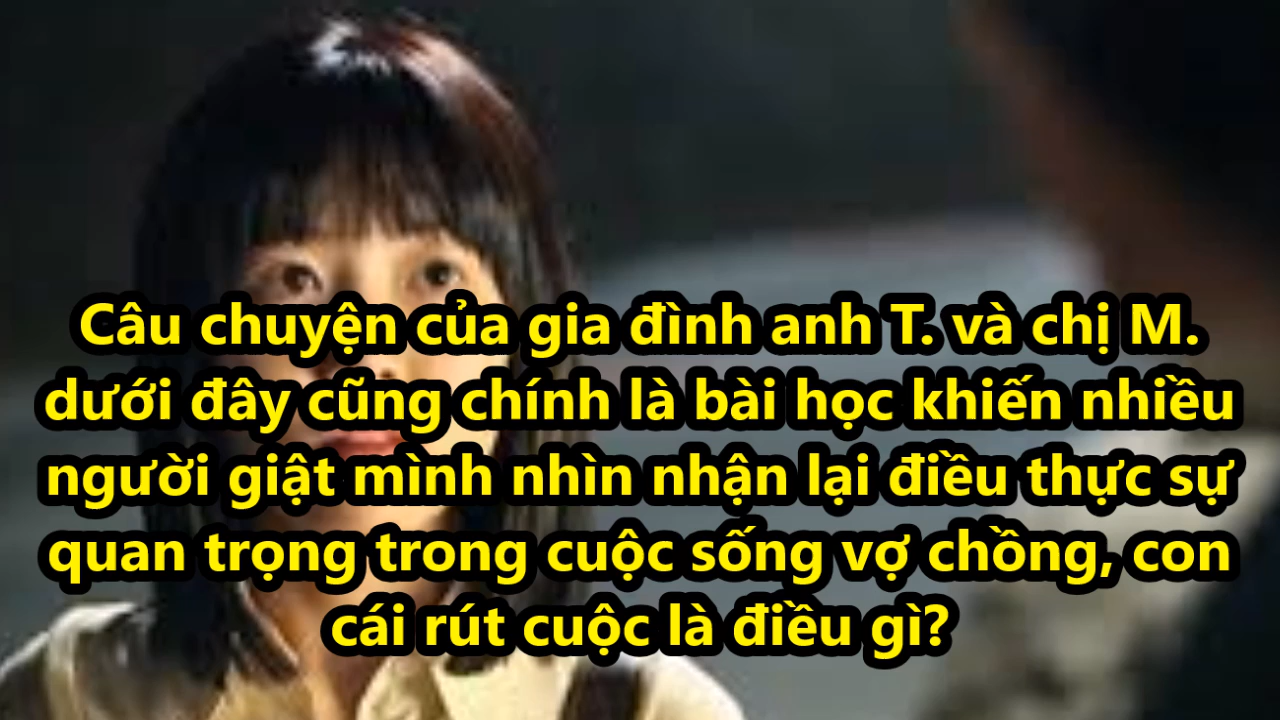 Câu chuyện của gia đình anh T. và chị M.
dưới đây cũng chính là bài học khiến nhiều
người giật mình nhìn nhận lại điều thực sự
quan trọng trong cuộc sống vợ chồng, con
cái rút cuộc là điều gì?